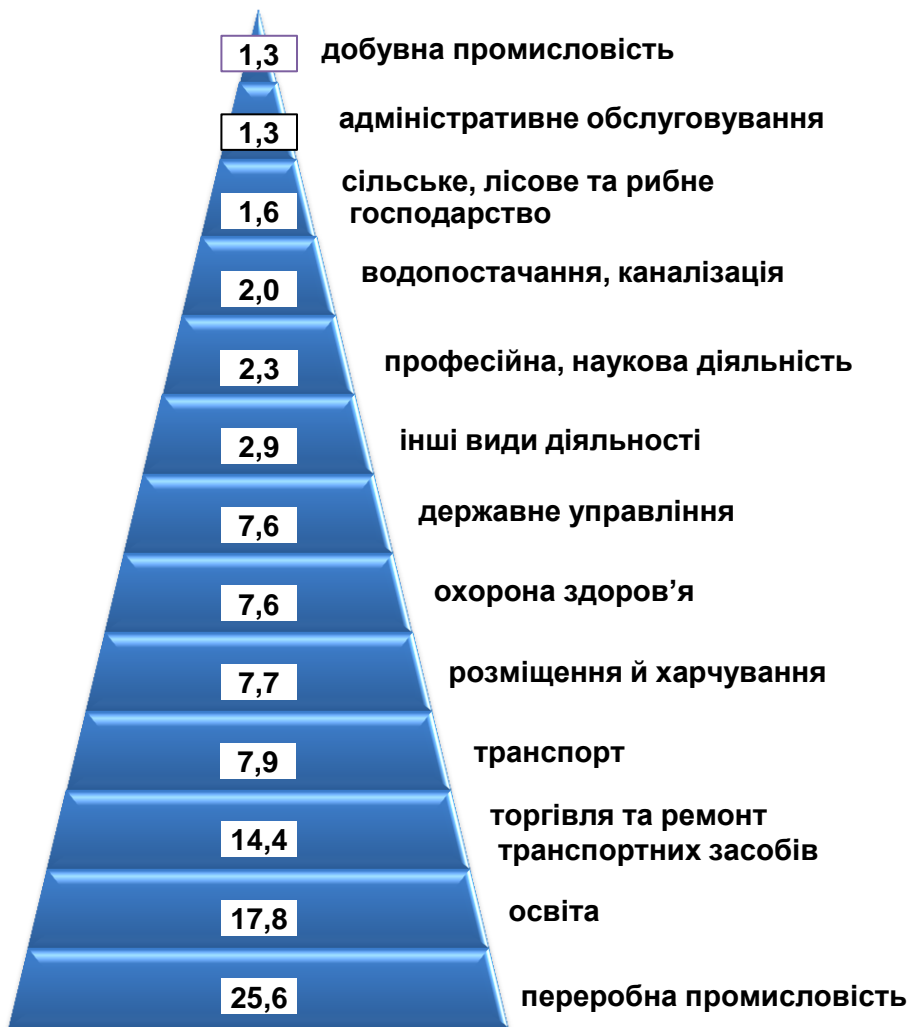 1,3 добувна промисловість
1,3 адміністративне обслуговування
сільське, лісове та рибне
1,6 господарство
2,0 водопостачання, каналізація
2,3 професійна, наукова діяльність
2,9 інші види діяльності
7,6 державне управління
7,6 охорона здоров’я
7,7 розміщення й харчування
7,9 транспорт
торгівля та ремонт
14,4 транспортних засобів
17,8 освіта
25,6 переробна промисловість